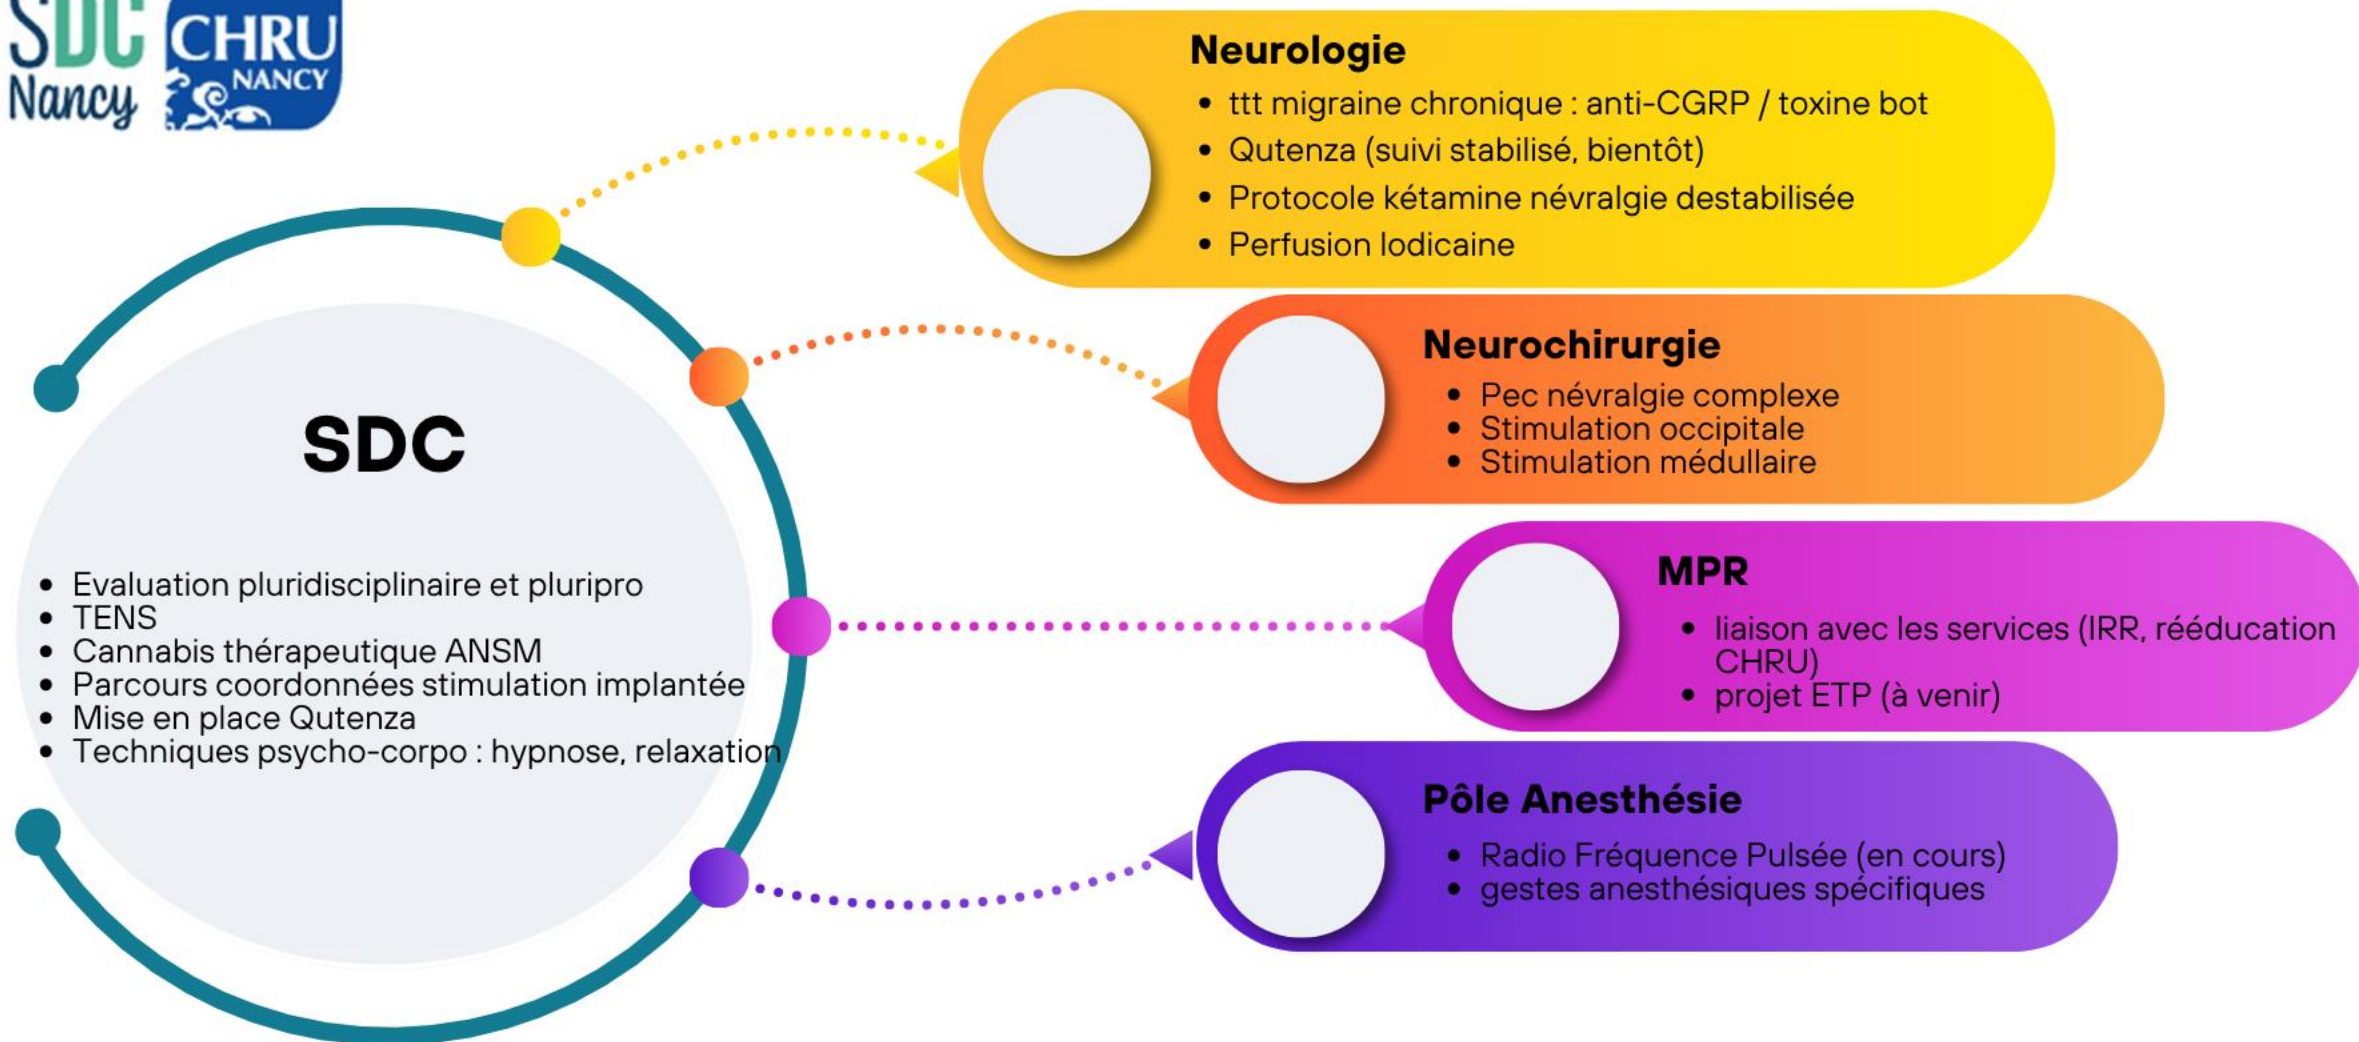 SDC
Nancy
CHRU
NANCY
Neurologie
• ttt migraine chronique : anti-CGRP / toxine bot
• Qutenza (suivi stabilisé, bientôt)
• Protocole kétamine névralgie destabilisée
• Perfusion lodicaine
Neurochirurgie
• Pec névralgie complexe
• Stimulation occipitale
• Stimulation médullaire
SDC
• Evaluation pluridisciplinaire et pluripro
• TENS
• Cannabis thérapeutique ANSM
• Parcours coordonnées stimulation implantée
• Mise en place Qutenza
• Techniques psycho-corpo : hypnose, relaxation
MPR
• liaison avec les services (IRR, rééducation
CHRU)
• projet ETP (à venir)
Pôle Anesthésie
• Radio Fréquence Pulsée (en cours)
• gestes anesthésiques spécifiques